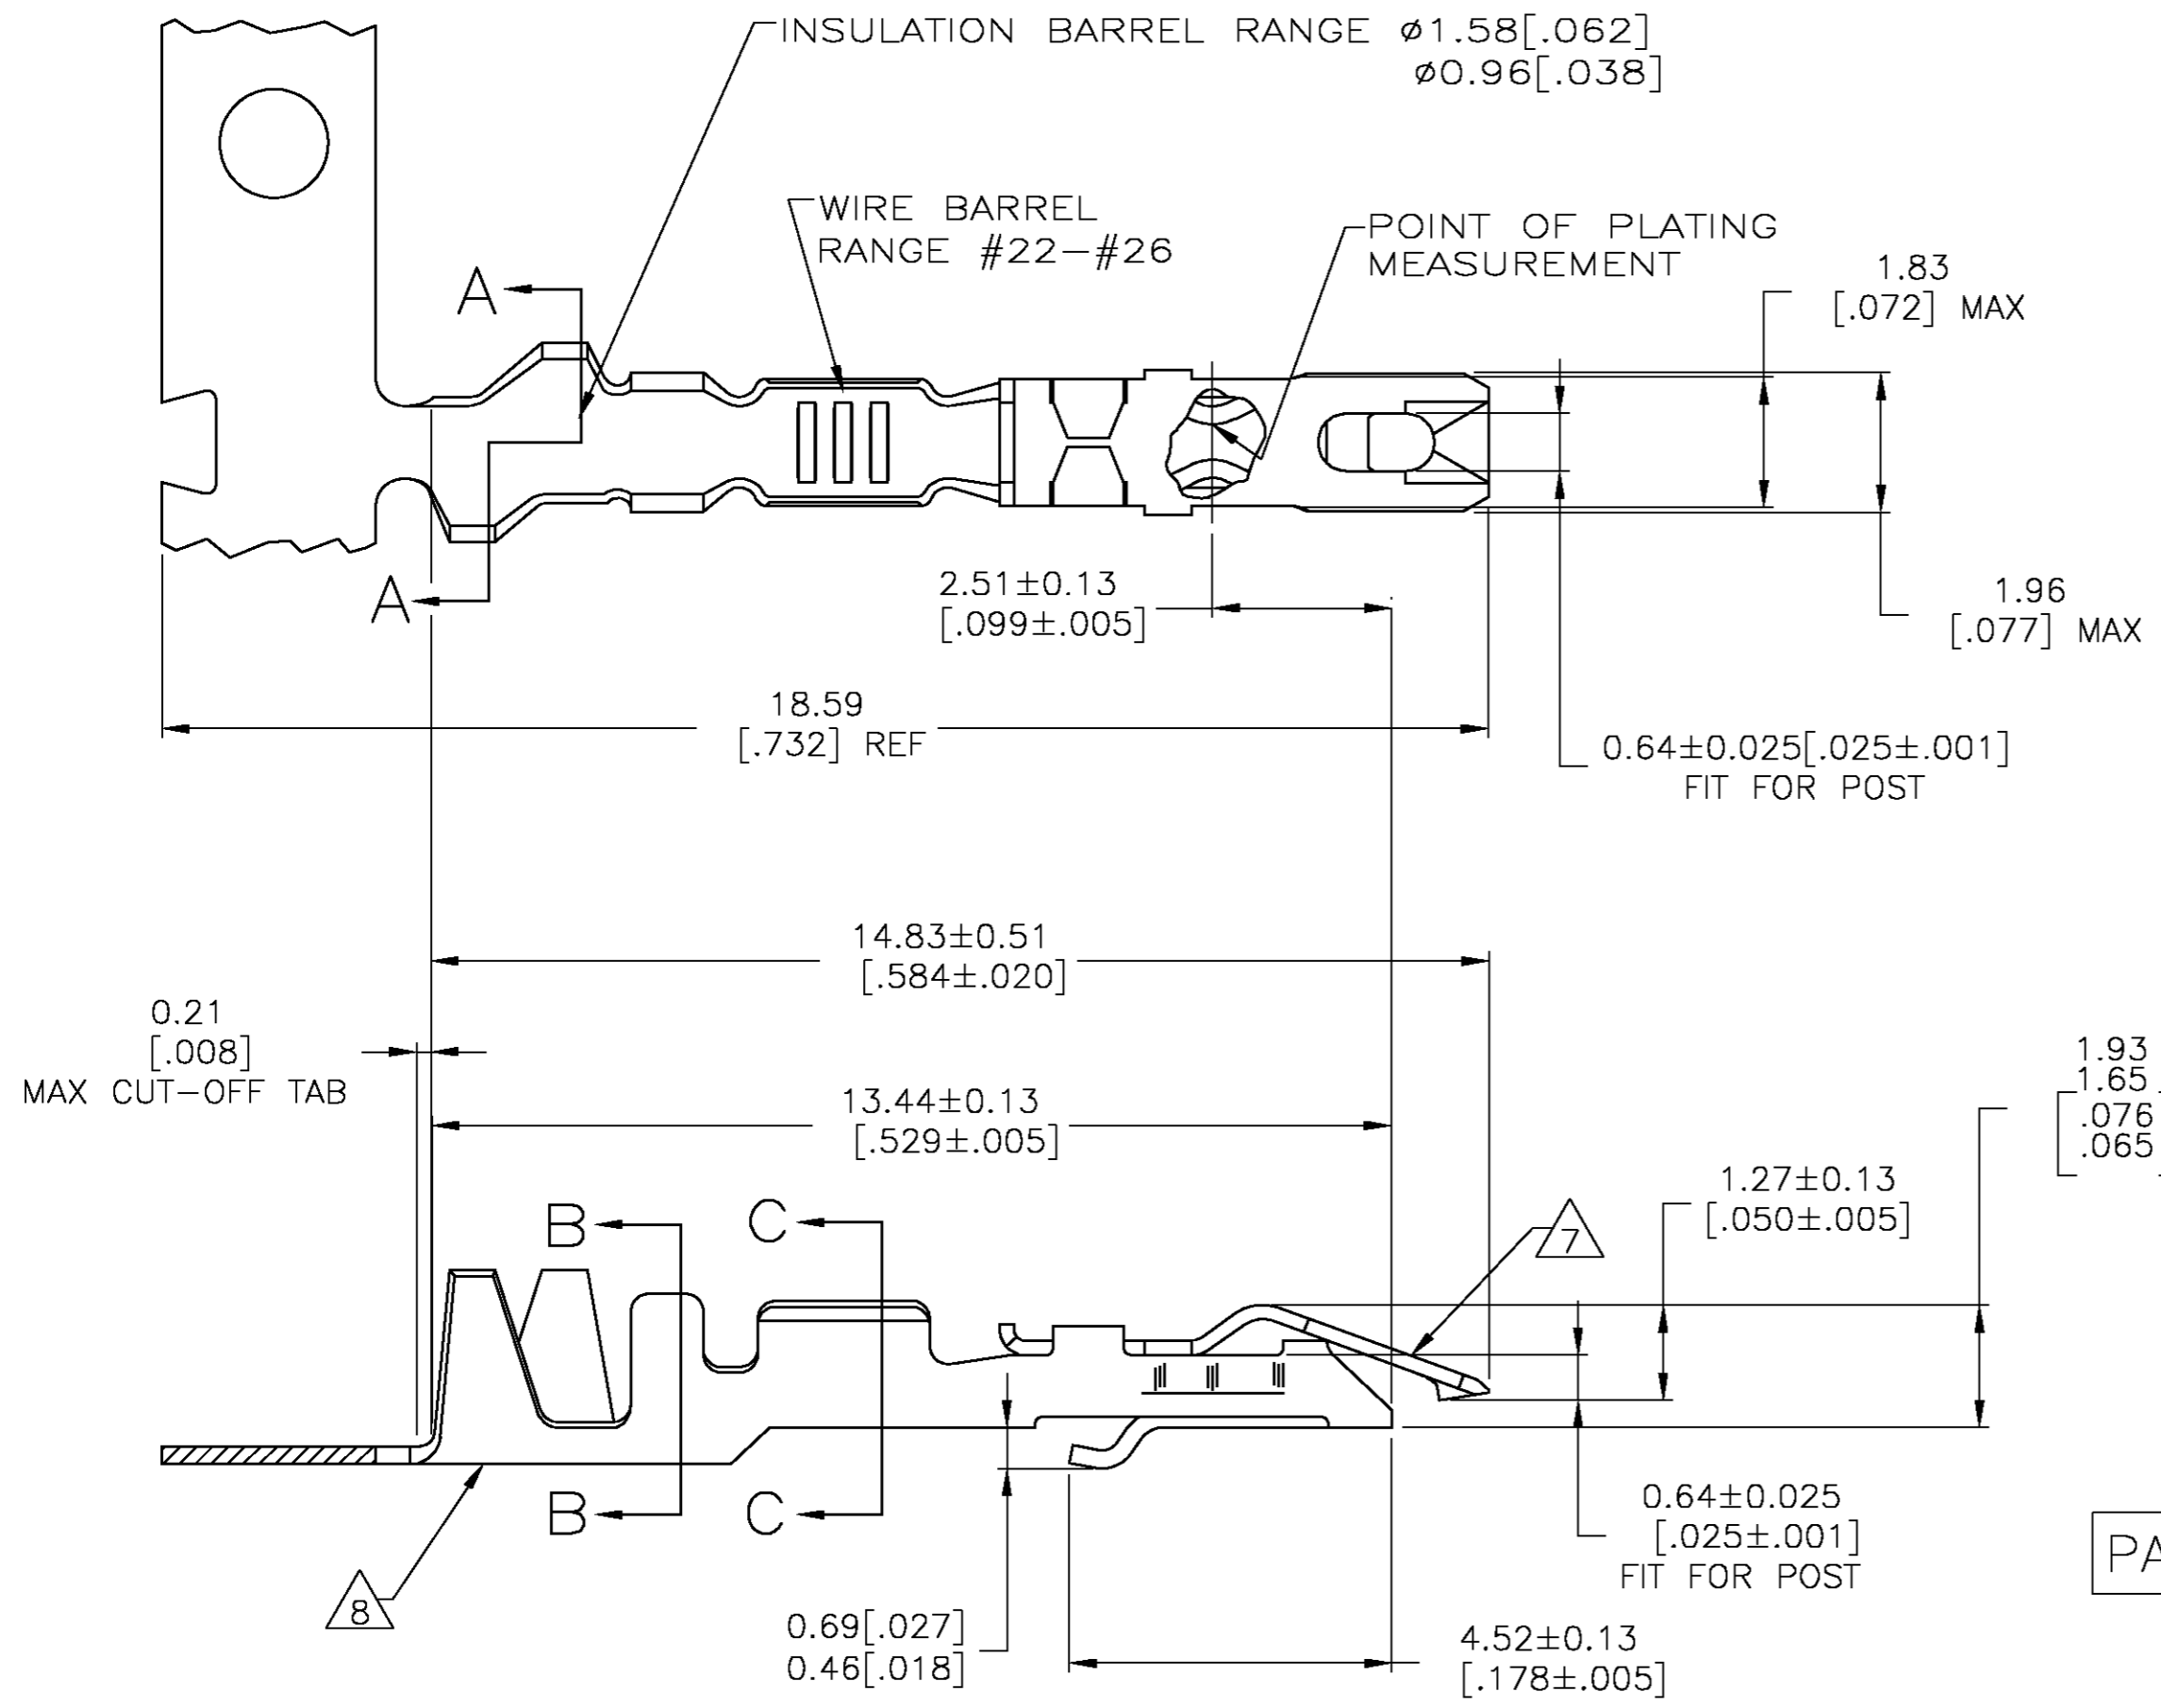 INSULATION BARREL RANGE ⌀1.58[.062]
⌀0.96[.038]
WIRE BARREL
RANGE #22-#26
POINT OF PLATING
MEASUREMENT
1.83
[.072] MAX
A
A
2.51±0.13
[.099±.005]
1.96
[.077] MAX
18.59
[.732] REF
0.64±0.025[.025±.001]
FIT FOR POST
14.83±0.51
[.584±.020]
0.21
[.008]
MAX CUT-OFF TAB
13.44±0.13
[.529±.005]
1.93
1.65
[.076
.065]
1.27±0.13
[.050±.005]
7
B
C
B
C
0.64±0.025
[.025±.001]
FIT FOR POST
8
0.69[.027]
0.46[.018]
4.52±0.13
[.178±.005]